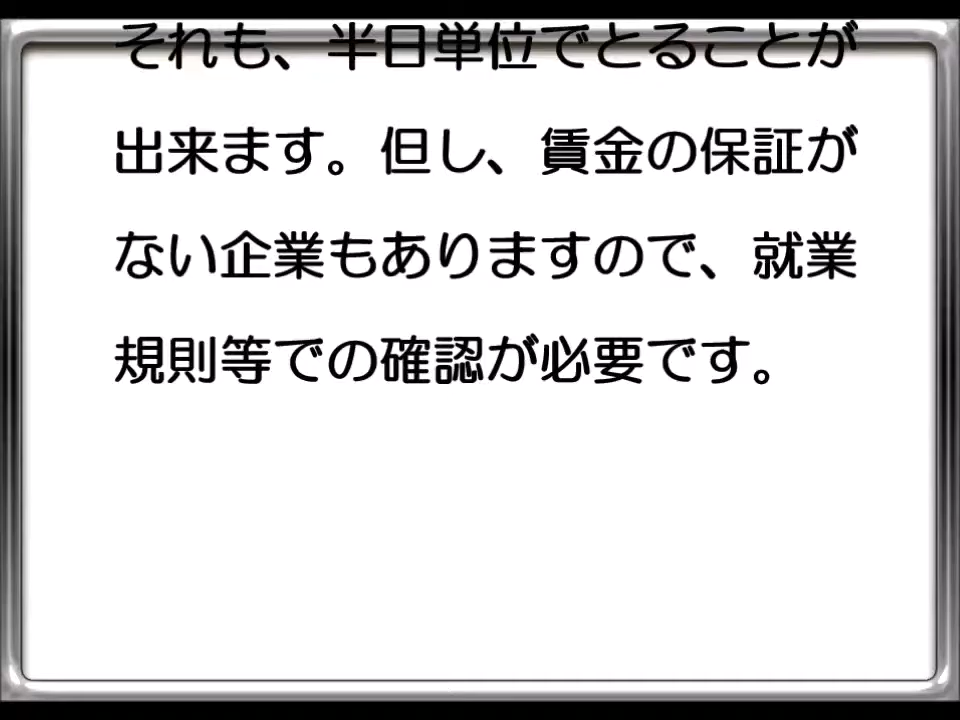 それも、半日単位でとることが
出来ます。但し、賃金の保証が
ない企業もありますので、就業
規則等での確認が必要です。